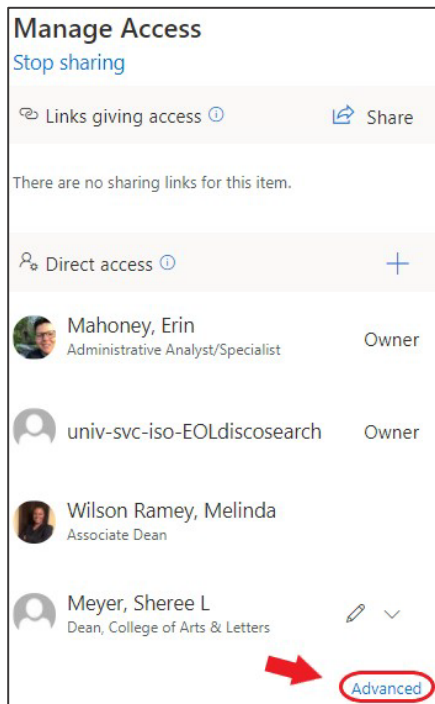 Manage Access
Stop sharing
Links giving access
Share
There are no sharing links for this item.
Direct access
Mahoney, Erin
Administrative Analyst/Specialist
Owner
univ-svc-iso-EOLdiscosearch
Owner
Wilson Ramey, Melinda
Associate Dean
Meyer, Sheree L
Dean, College of Arts & Letters
Advanced